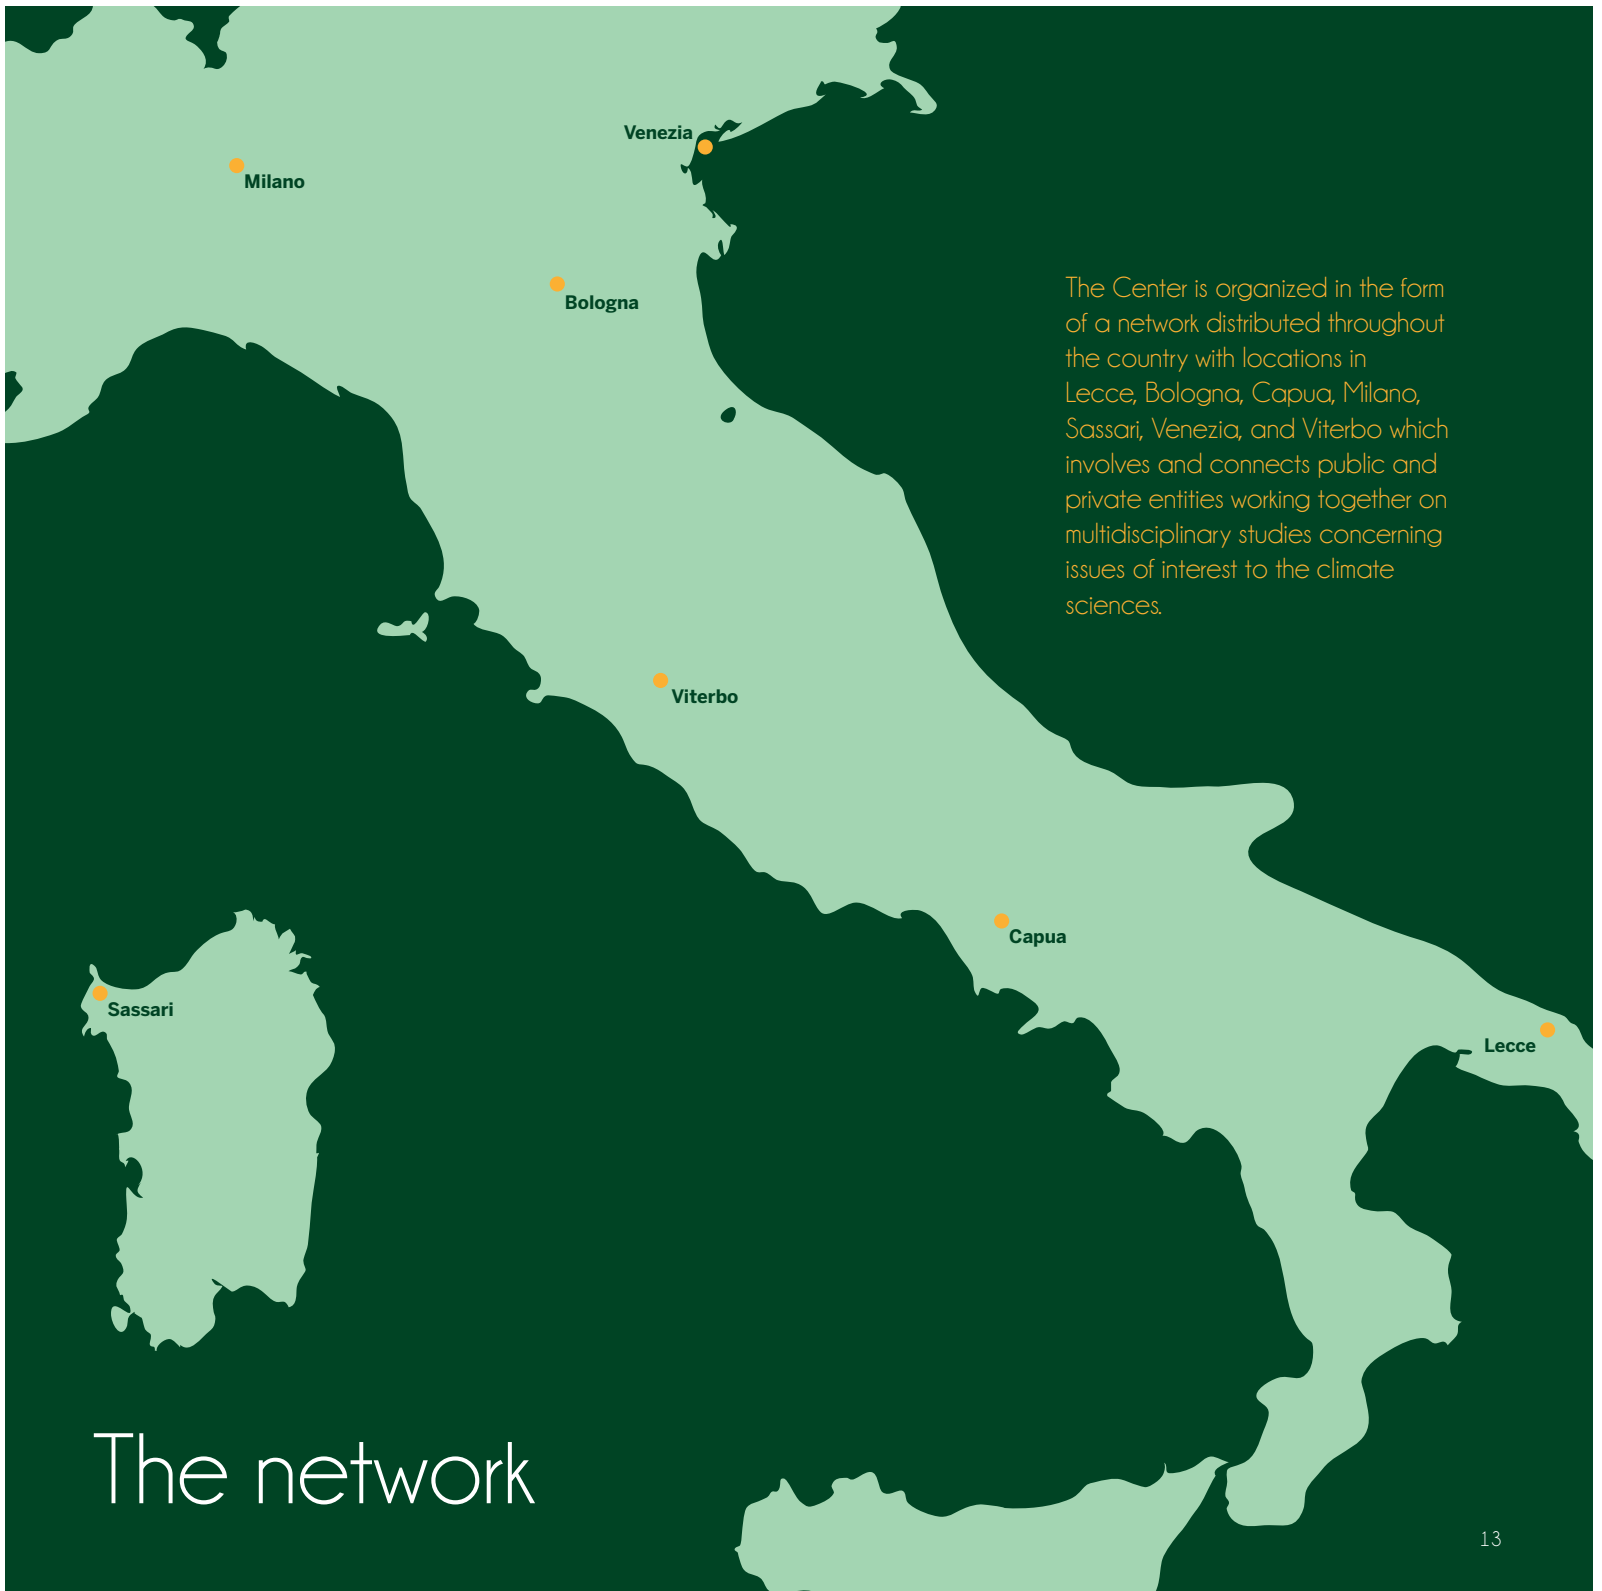 Venezia
Milano
Bologna
The Center is organized in the form
of a network distributed throughout
the country with locations in
Lecce, Bologna, Capua, Milano,
Sassari, Venezia, and Viterbo which
involves and connects public and
private entities working together on
multidisciplinary studies concerning
issues of interest to the climate
sciences.
Viterbo
Capua
Sassari
Lecce
The network
13